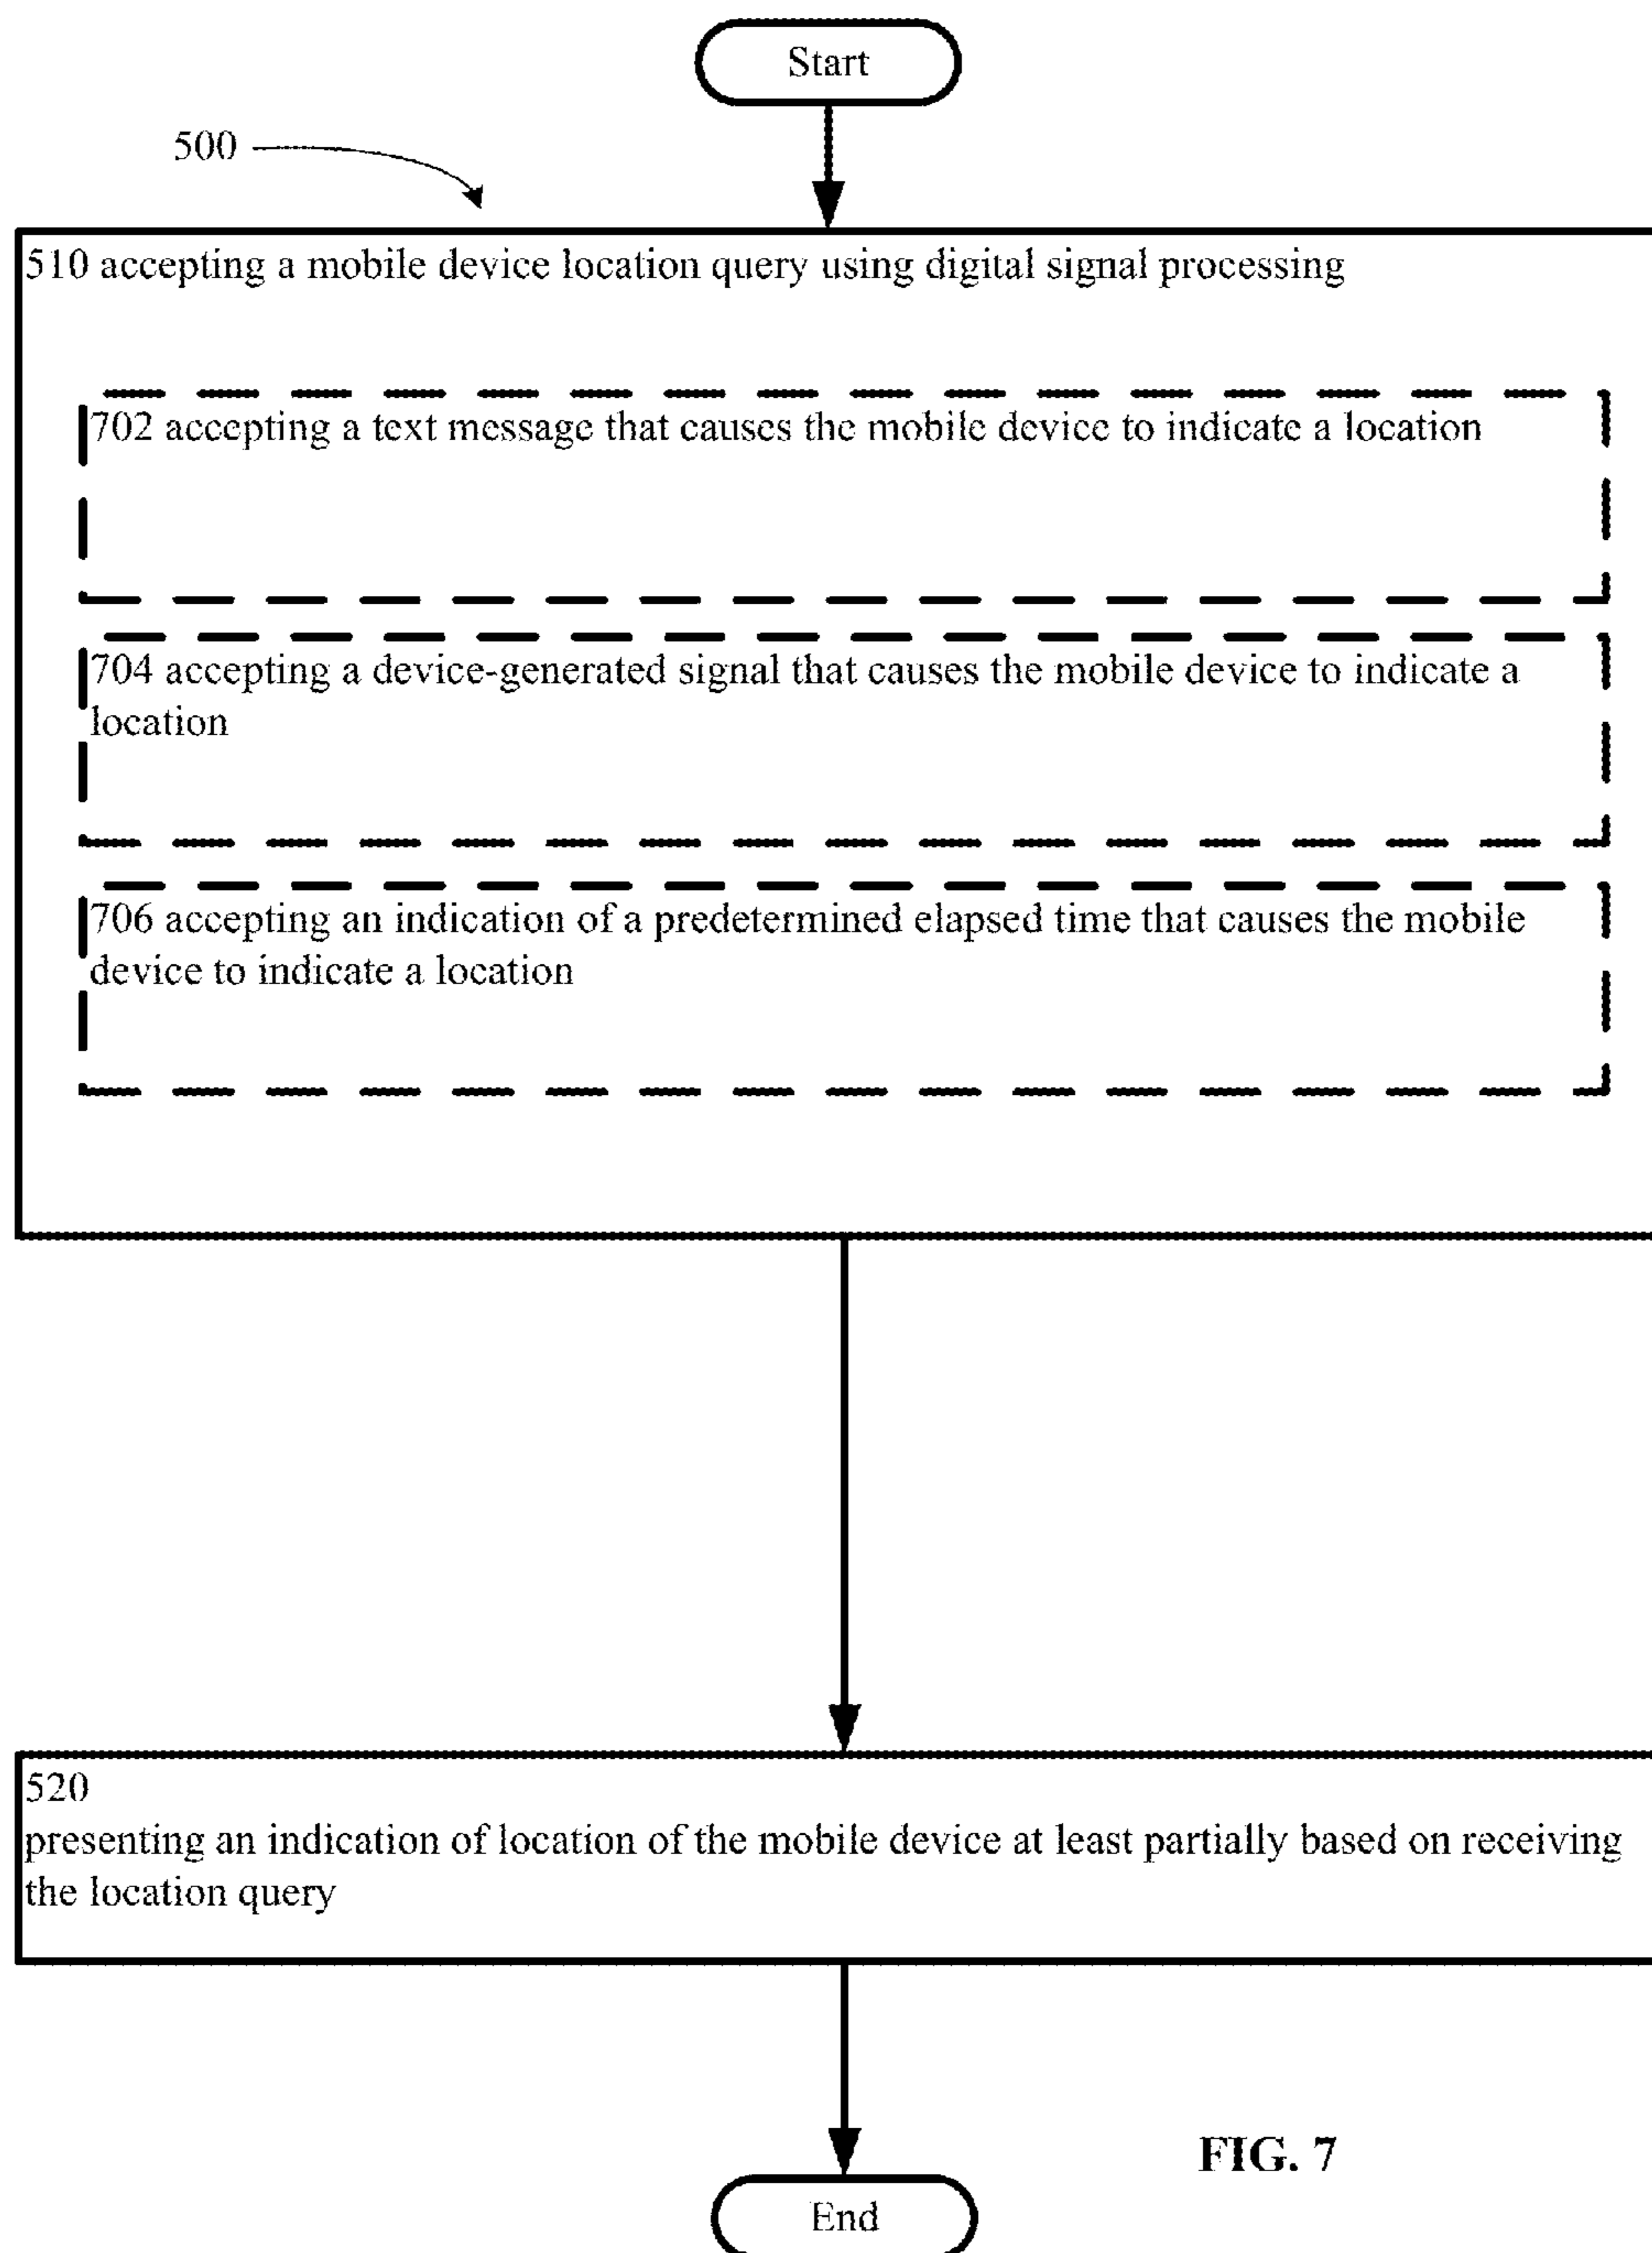 Start
500
510 accepting a mobile device location query using digital signal processing
702 accepting a text message that causes the mobile device to indicate a location
704 accepting a device-generated signal that causes the mobile device to indicate a
location
706 accepting an indication of a predetermined elapsed time that causes the mobile
device to indicate a location
520
presenting an indication of location of the mobile device at least partially based on receiving
the location query
FIG. 7
End